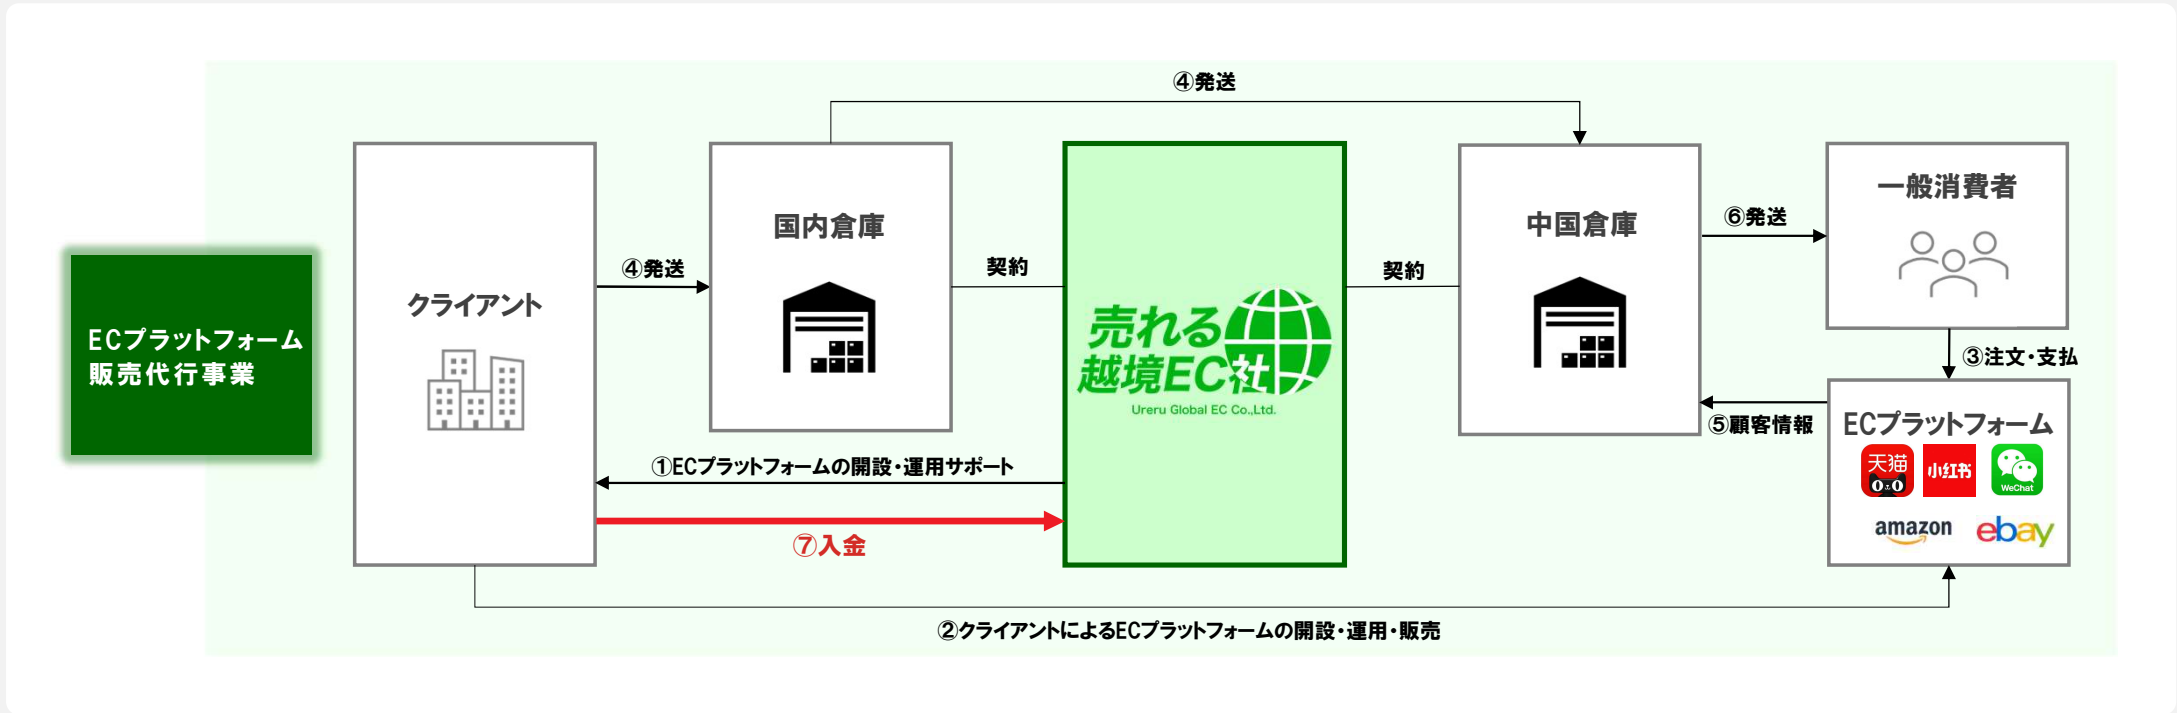 ECプラットフォーム
販売代行事業
クライアント
④発送
国内倉庫
契約
④発送
売れる
越境EC社
Ureru Global EC Co.,Ltd.
契約
中国倉庫
⑥発送
一般消費者
③注文・支払
⑤顧客情報
ECプラットフォーム
天猫
小红书
WeChat
amazon
ebay
①ECプラットフォームの開設・運用サポート
⑦入金
②クライアントによるECプラットフォームの開設・運用・販売